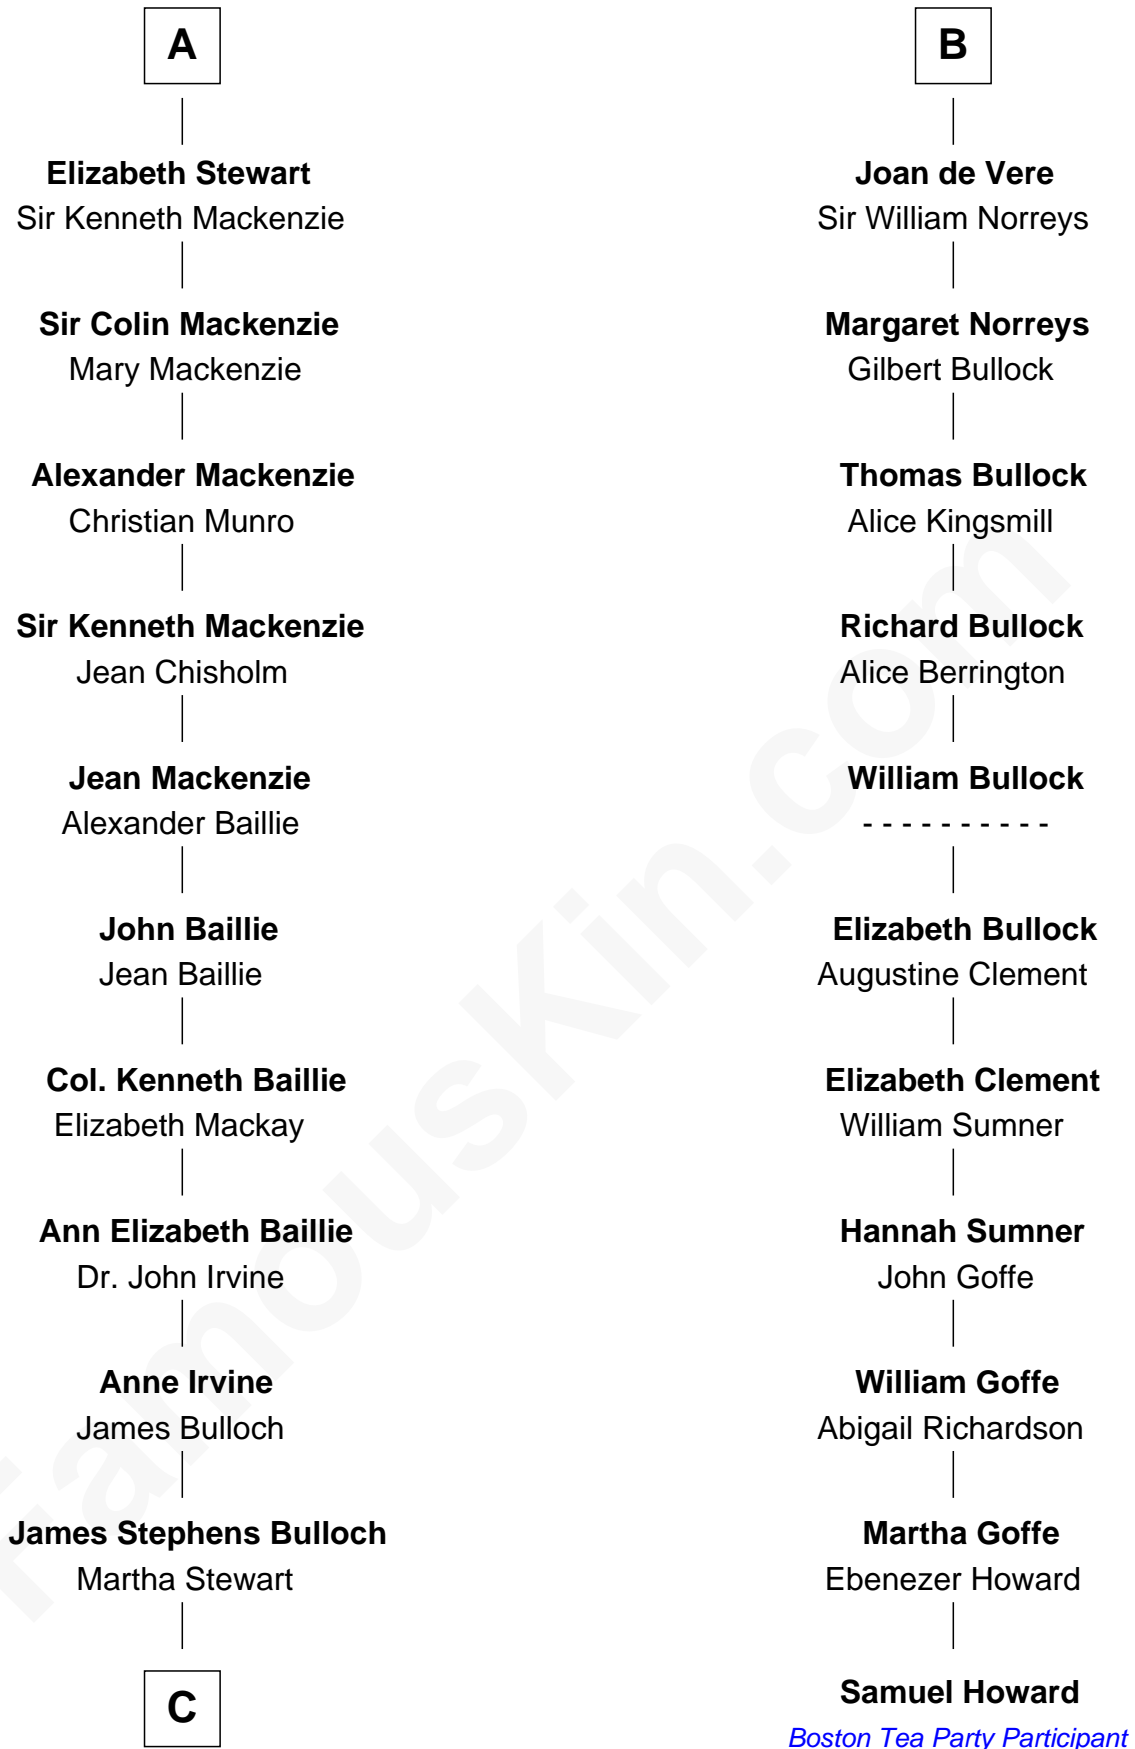 A
Elizabeth Stewart
Sir Kenneth Mackenzie
Sir Colin Mackenzie
Mary Mackenzie
Alexander Mackenzie
Christian Munro
Sir Kenneth Mackenzie
Jean Chisholm
Jean Mackenzie
Alexander Baillie
John Baillie
Jean Baillie
Col. Kenneth Baillie
Elizabeth Mackay
Ann Elizabeth Baillie
Dr. John Irvine
Anne Irvine
James Bulloch
James Stephens Bulloch
Martha Stewart
C
B
Joan de Vere
Sir William Norreys
Margaret Norreys
Gilbert Bullock
Thomas Bullock
Alice Kingsmill
Richard Bullock
Alice Berrington
William Bullock
- - - - - - - - - -
Elizabeth Bullock
Augustine Clement
Elizabeth Clement
William Sumner
Hannah Sumner
John Goffe
William Goffe
Abigail Richardson
Martha Goffe
Ebenezer Howard
Samuel Howard
Boston Tea Party Participant
FamousKin.com